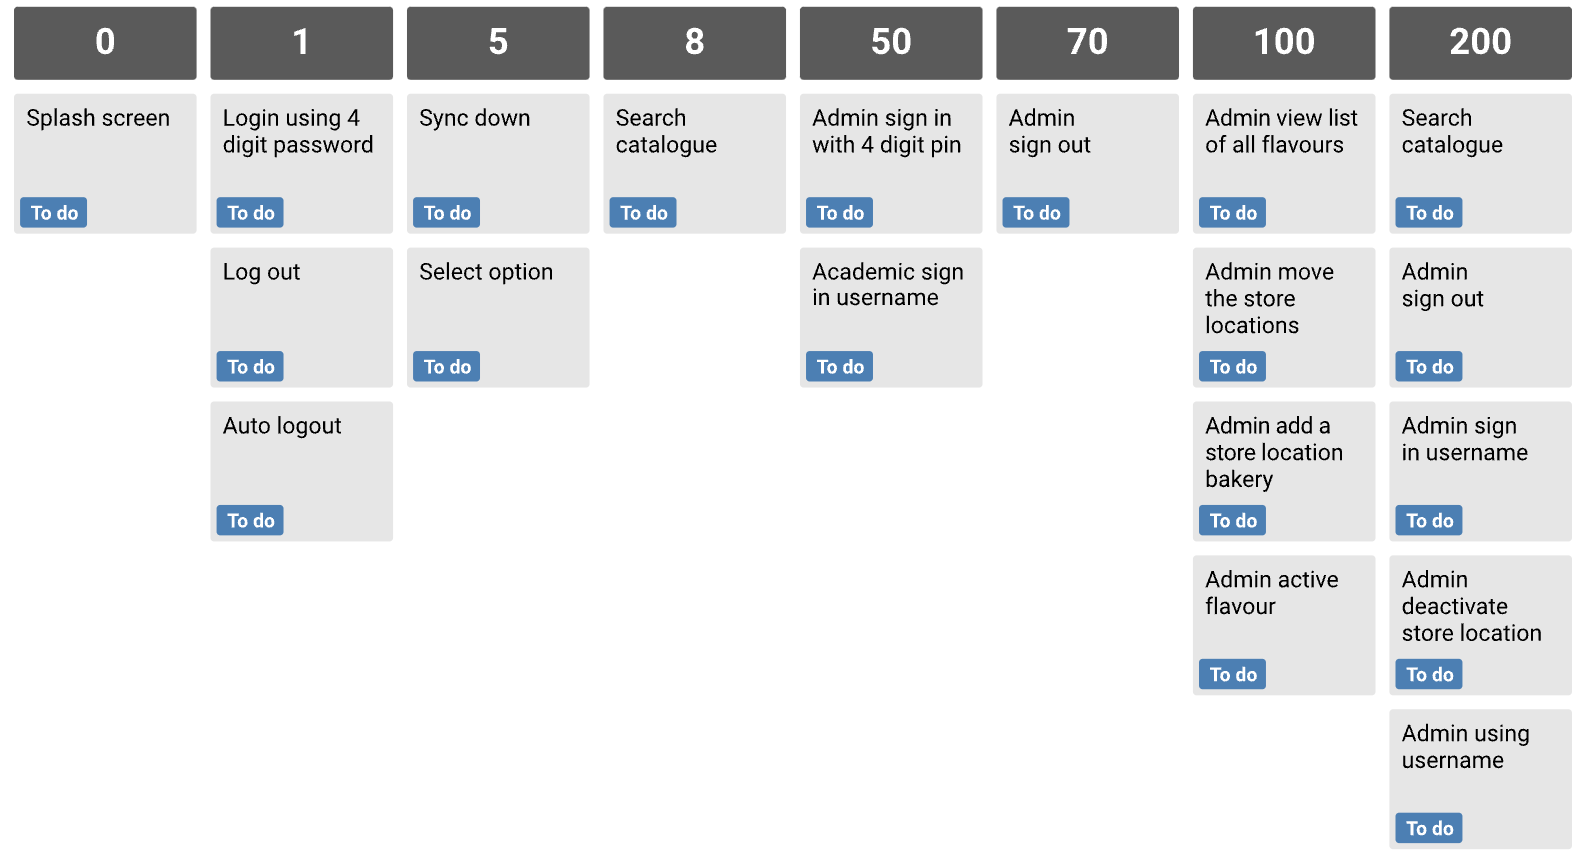 0
1
5
8
50
70
100
200
Splash screen
To do
Login using 4
digit password
To do
Sync down
To do
Search
catalogue
To do
Admin sign in
with 4 digit pin
To do
Admin
sign out
To do
Admin view list
of all flavours
To do
Search
catalogue
To do
Log out
To do
Select option
To do
Academic sign
in username
To do
Admin move
the store
locations
To do
Admin
sign out
To do
Auto logout
To do
Admin add a
store location
bakery
To do
Admin sign
in username
To do
Admin active
flavour
To do
Admin
deactivate
store location
To do
Admin using
username
To do